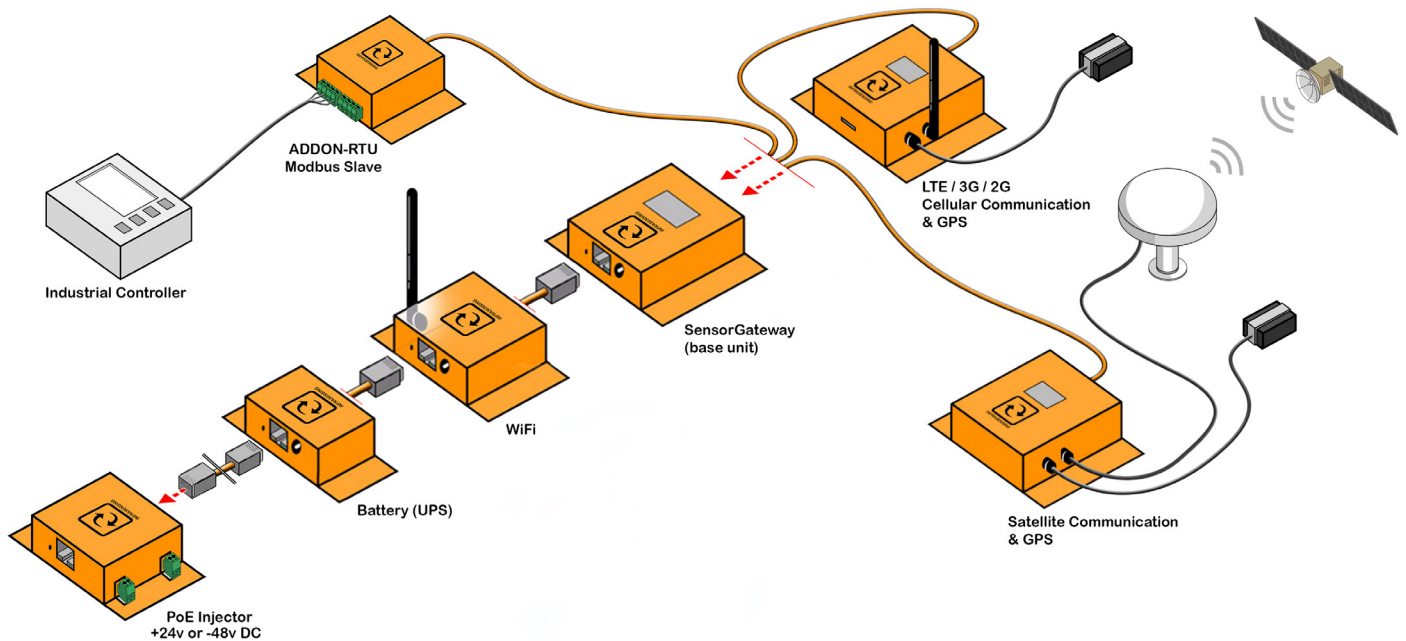 ADDON-RTU
Modbus Slave
Industrial Controller
LTE / 3G / 2G
Cellular Communication
& GPS
SensorGateway
(base unit)
WiFi
Battery (UPS)
Satellite Communication
& GPS
PoE Injector
+24v or -48v DC